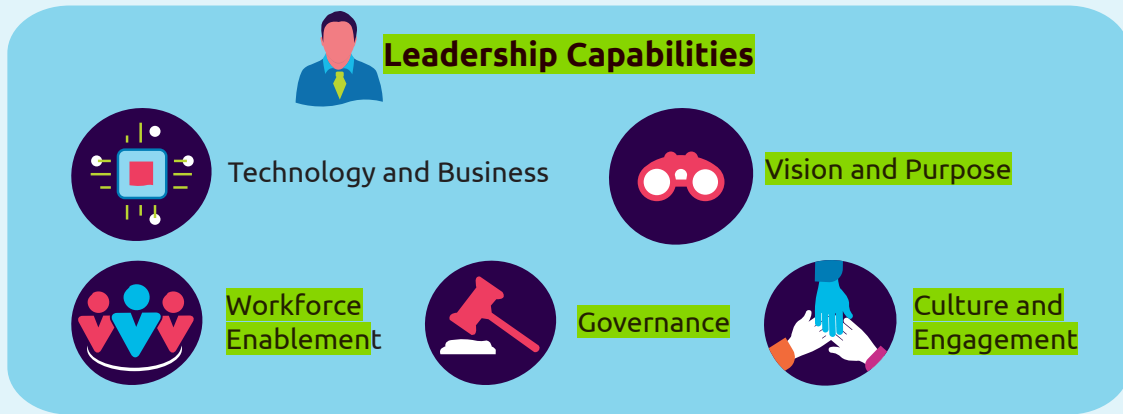 Leadership Capabilities
Technology and Business
Vision and Purpose
Workforce
Enablement
Governance
Culture and
Engagement